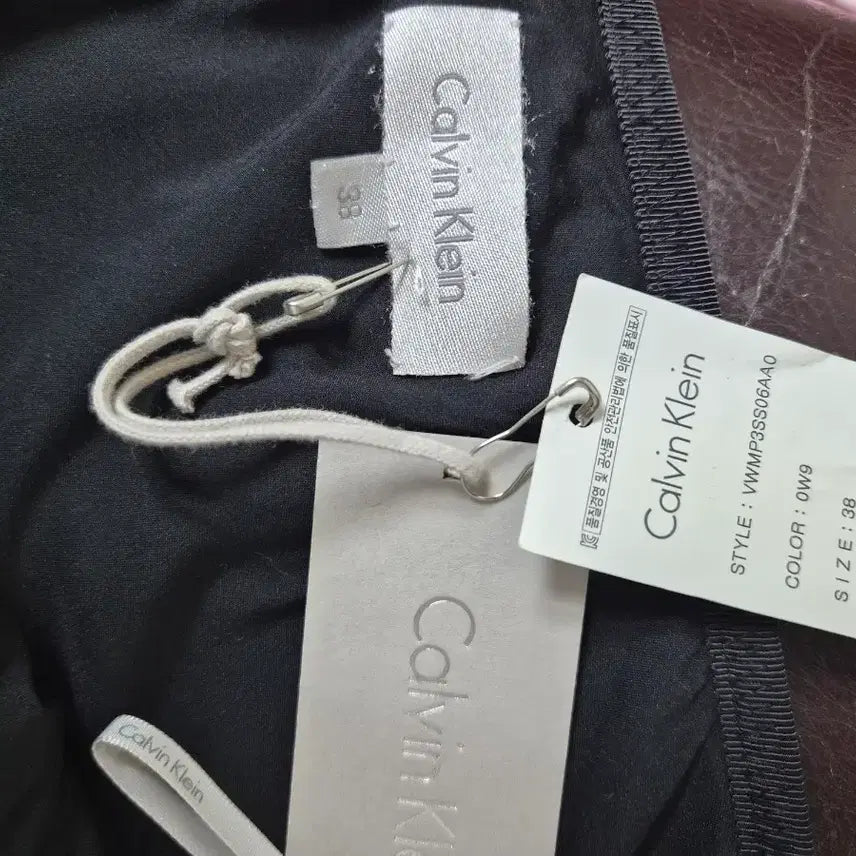 Calvin Klein
38
품질경영 및 공산품 안전관리법에 의한 품질표시
Calvin Klein
STYLE : VWMP3SS06AA0
COLOR : 0W9
SIZE : 38
Calvin Kl
Calvin Klein